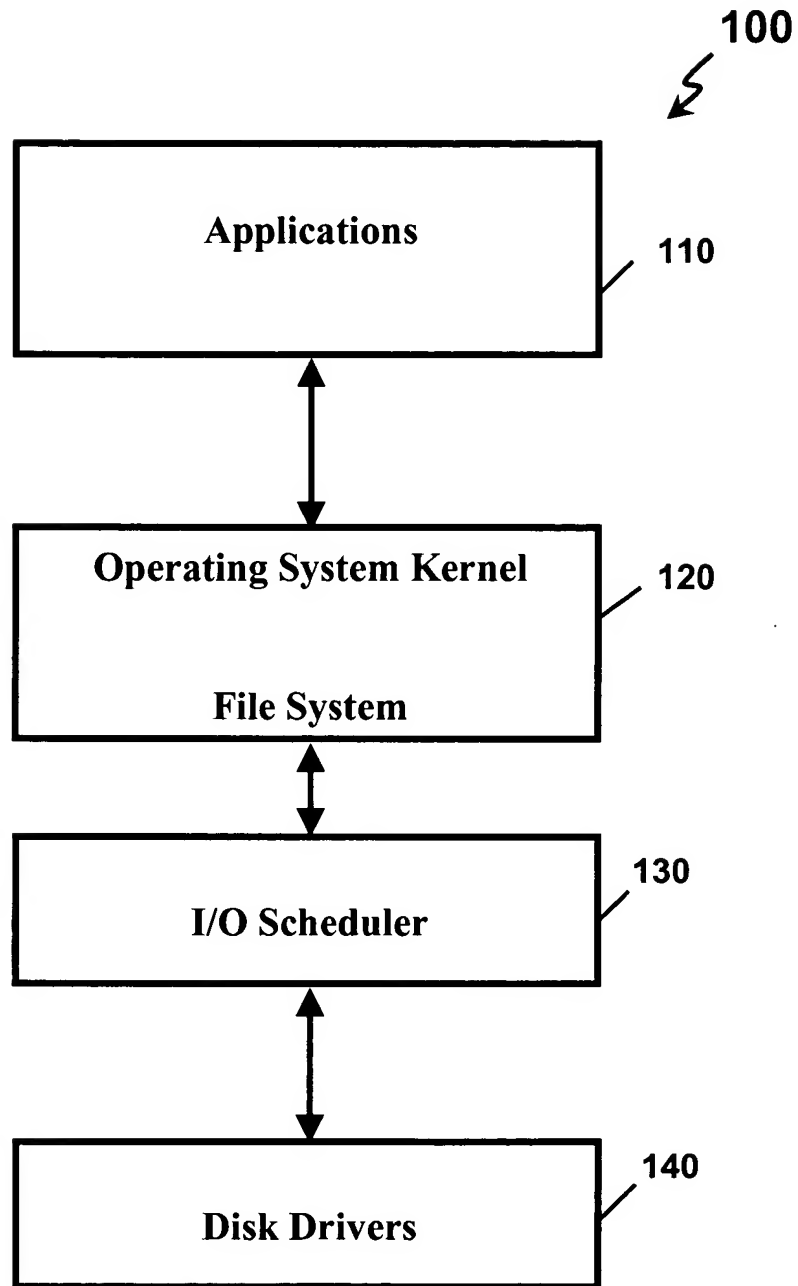 100
Applications
110
Operating System Kernel
120
File System
130
I/O Scheduler
140
Disk Drivers